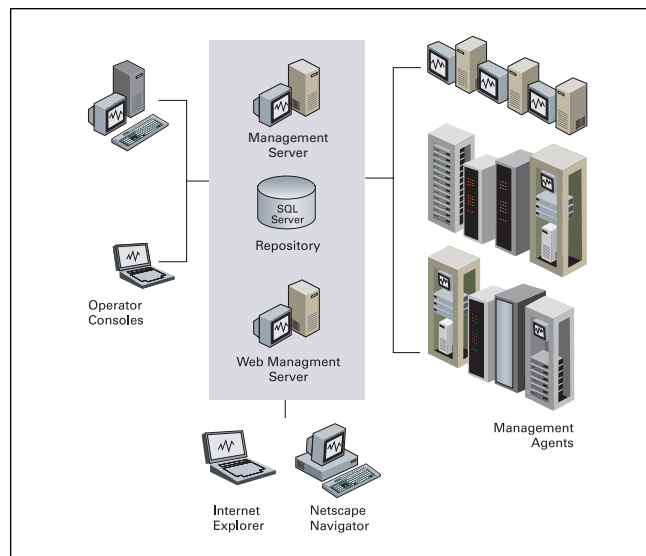 Management
Server
SQL
Server
Repository
Operator
Consoles
Web Managment
Server
Management
Agents
Internet
Explorer
Netscape
Navigator